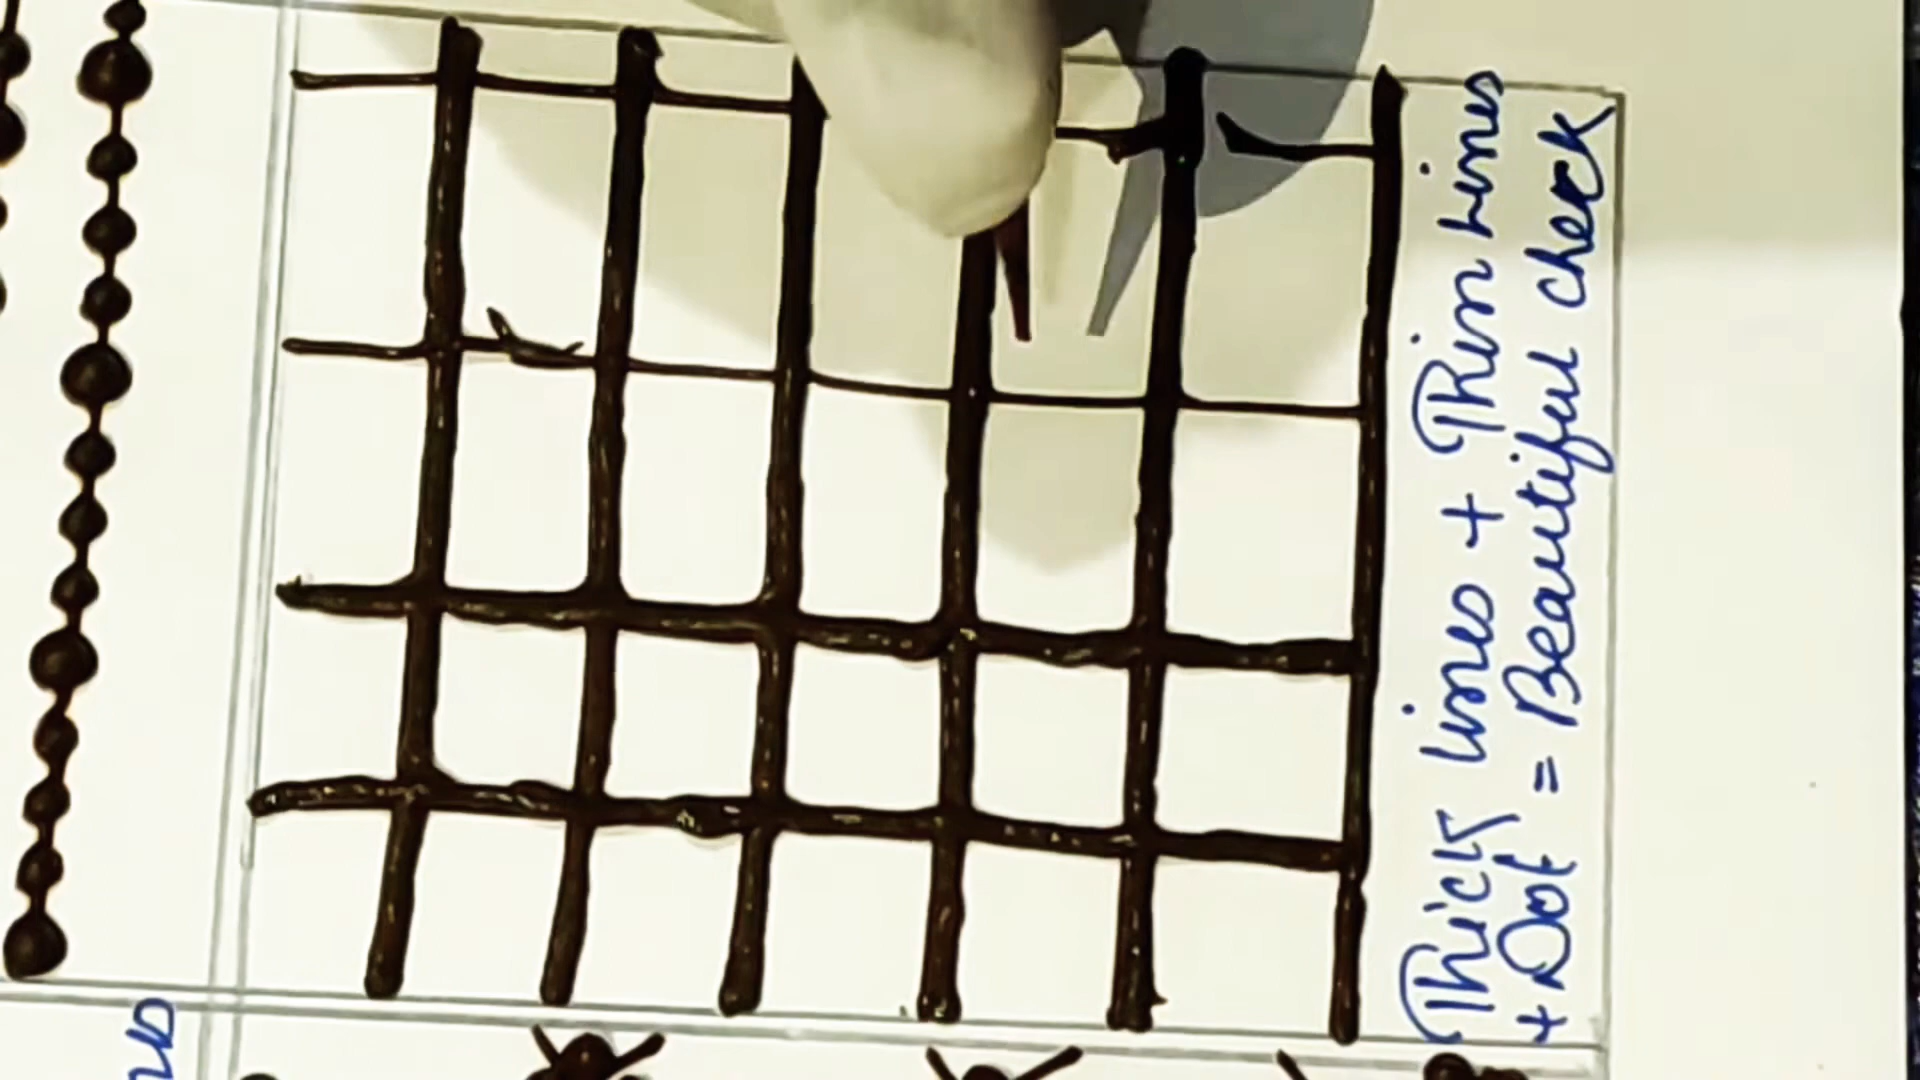 Thick lines + Thin Lines
+ Dot = Beautiful check